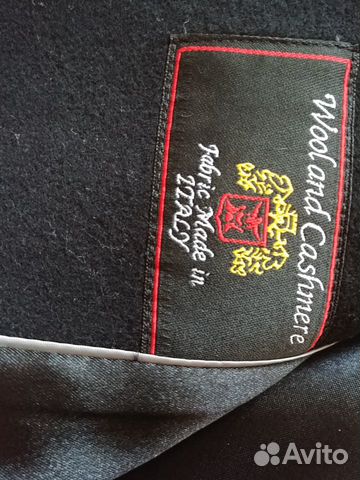 Wool and Cashmere
Fabric Made in
ITALY
Avito